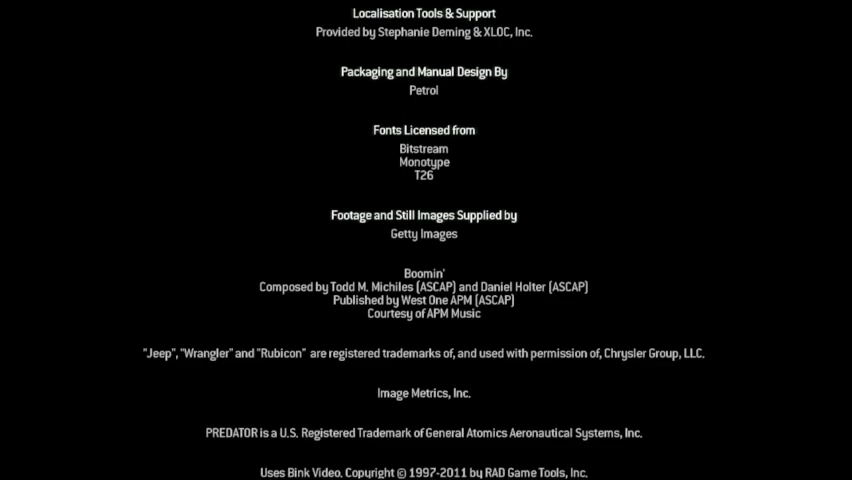 Localisation Tools & Support
Provided by Stephanie Deming & XLOC, Inc.
Packaging and Manual Design By
Petrol
Fonts Licensed from
Bitstream
Monotype
T26
Footage and Still Images Supplied by
Getty Images
Boomin'
Composed by Todd M. Michiles (ASCAP) and Daniel Holter (ASCAP)
Published by West One APM (ASCAP)
Courtesy of APM Music
"Jeep", "Wrangler" and "Rubicon" are registered trademarks of, and used with permission of, Chrysler Group, LLC.
Image Metrics, Inc.
PREDATOR is a U.S. Registered Trademark of General Atomics Aeronautical Systems, Inc.
Uses Bink Video. Copyright © 1997-2011 by RAD Game Tools, Inc.